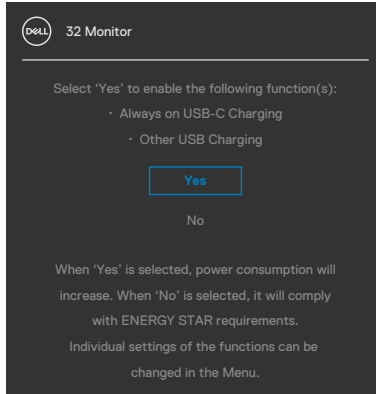 DELL
32 Monitor
Select ‘Yes’ to enable the following function(s):
· Always on USB-C Charging
· Other USB Charging
Yes
No
When ‘Yes’ is selected, power consumption will
increase. When ‘No’ is selected, it will comply
with ENERGY STAR requirements.
Individual settings of the functions can be
changed in the Menu.